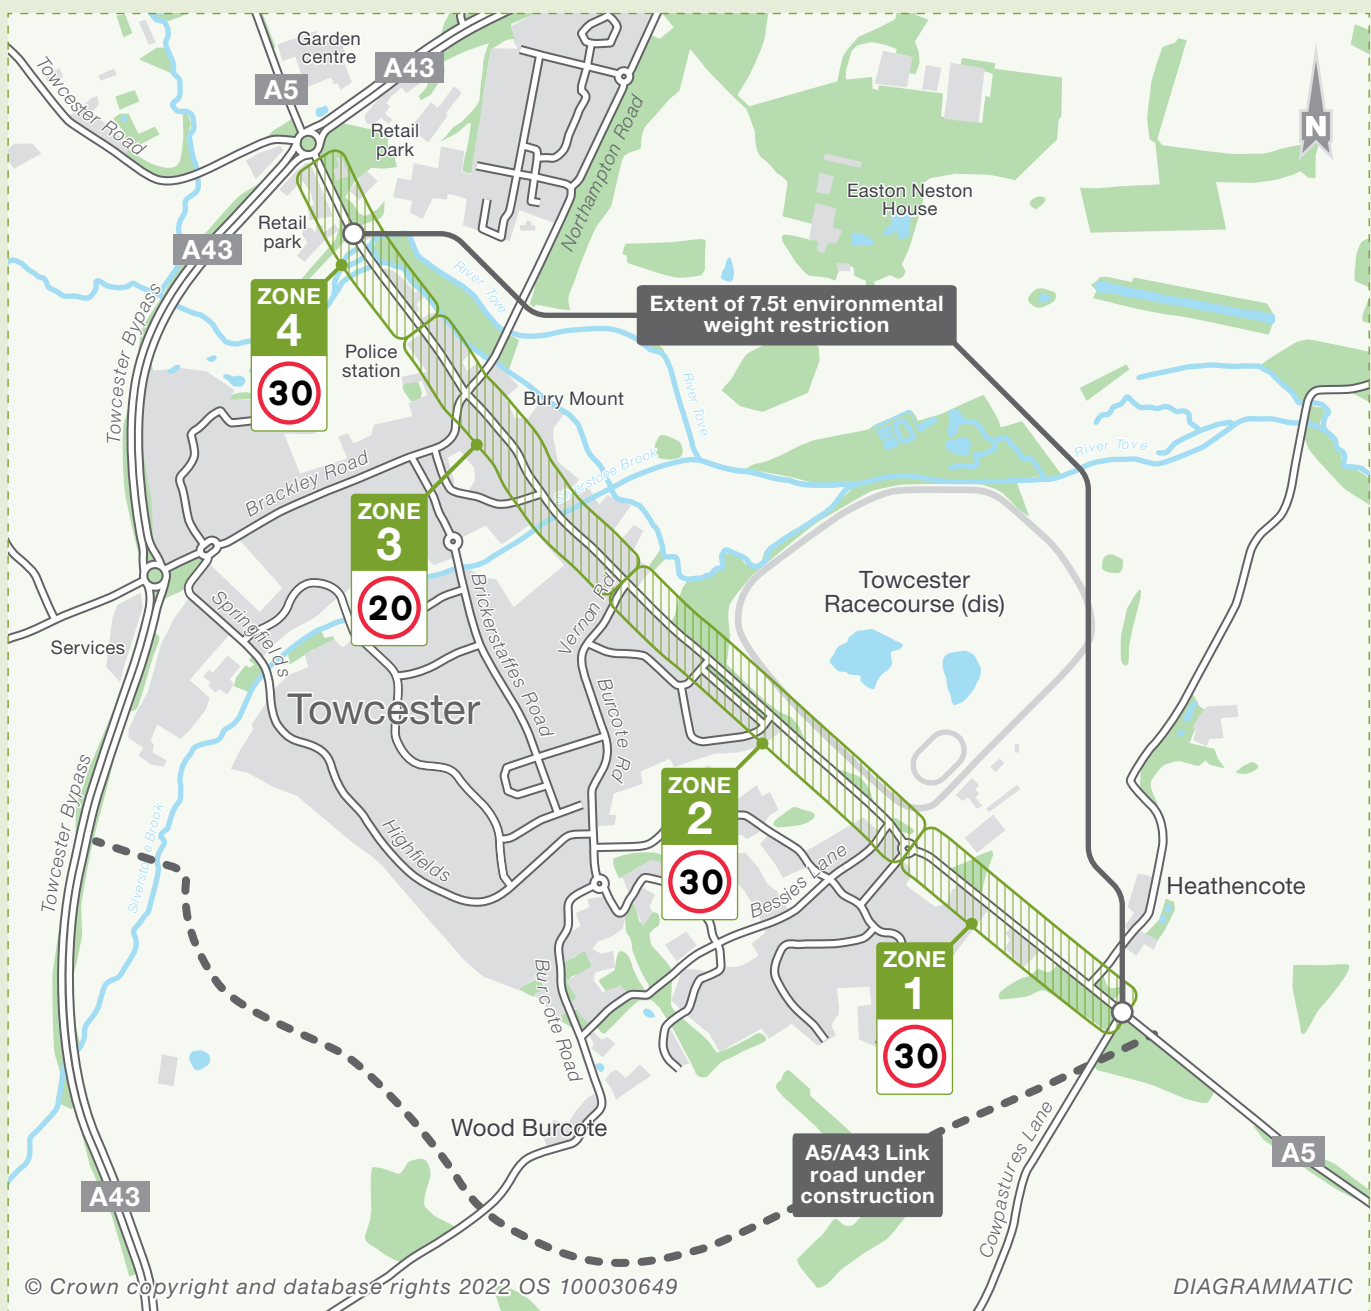 Garden
centre
A43
A5
Towcester Road
Retail
park
Northampton Road
N
Easton Neston
House
Retail
park
A43
River Tove
ZONE
4
30
Extent of 7.5t environmental
weight restriction
Towcester Bypass
Police
station
Bury Mount
River Tove
River Tove
Brackley Road
Silverstone Brook
ZONE
3
20
Towcester
Racecourse (dis)
Springfields
Brickerstaffes Road
Vernon Rd
Services
Towcester
Burcote Rd
ZONE
2
30
Towcester Bypass
Silverstone Brook
Highfields
Bessies Lane
Heathencote
ZONE
1
30
Burcote Road
Wood Burcote
A5/A43 Link
road under
construction
Cowpastures Lane
A5
A43
© Crown copyright and database rights 2022 OS 100030649
DIAGRAMMATIC